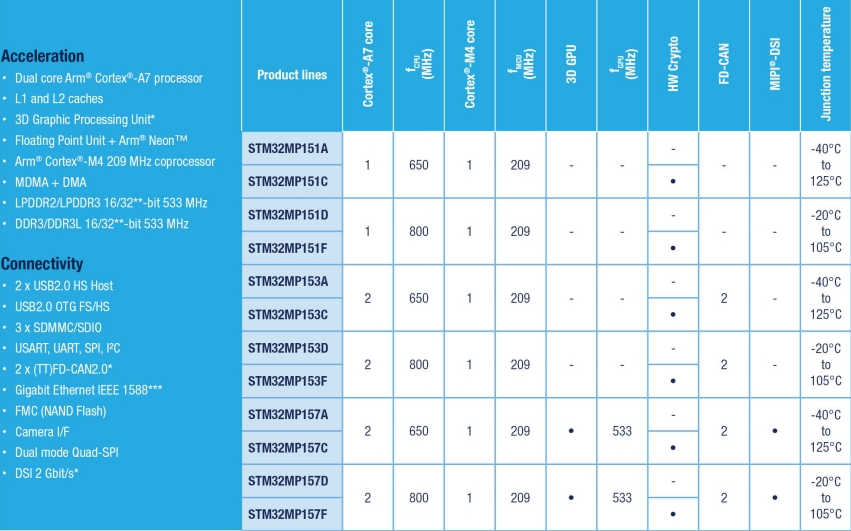 Acceleration
• Dual core Arm® Cortex®-A7 processor
• L1 and L2 caches
• 3D Graphic Processing Unit*
• Floating Point Unit + Arm® Neon™
• Arm® Cortex®-M4 209 MHz coprocessor
• MDMA + DMA
• LPDDR2/LPDDR3 16/32**-bit 533 MHz
• DDR3/DDR3L 16/32**-bit 533 MHz
Connectivity
• 2 x USB2.0 HS Host
• USB2.0 OTG FS/HS
• 3 x SDMMC/SDIO
• USART, UART, SPI, I²C
• 2 x (TT)FD-CAN2.0*
• Gigabit Ethernet IEEE 1588***
• FMC (NAND Flash)
• Camera I/F
• Dual mode Quad-SPI
• DSI 2 Gbit/s*
Product lines
Cortex®-A7 core
fCPU (MHz)
Cortex®-M4 core
fMCU (MHz)
3D GPU
fGPU (MHz)
HW Crypto
FD-CAN
MIPI®-DSI
Junction temperature
STM32MP151A -
1 650 1 209 - - - - -40°C to 125°C
STM32MP151C •
STM32MP151D -
1 800 1 209 - - - - -20°C to 105°C
STM32MP151F •
STM32MP153A -
2 650 1 209 - - 2 - -40°C to 125°C
STM32MP153C •
STM32MP153D -
2 800 1 209 - - 2 - -20°C to 105°C
STM32MP153F •
STM32MP157A -
2 650 1 209 • 533 2 • -40°C to 125°C
STM32MP157C •
STM32MP157D -
2 800 1 209 • 533 2 • -20°C to 105°C
STM32MP157F •